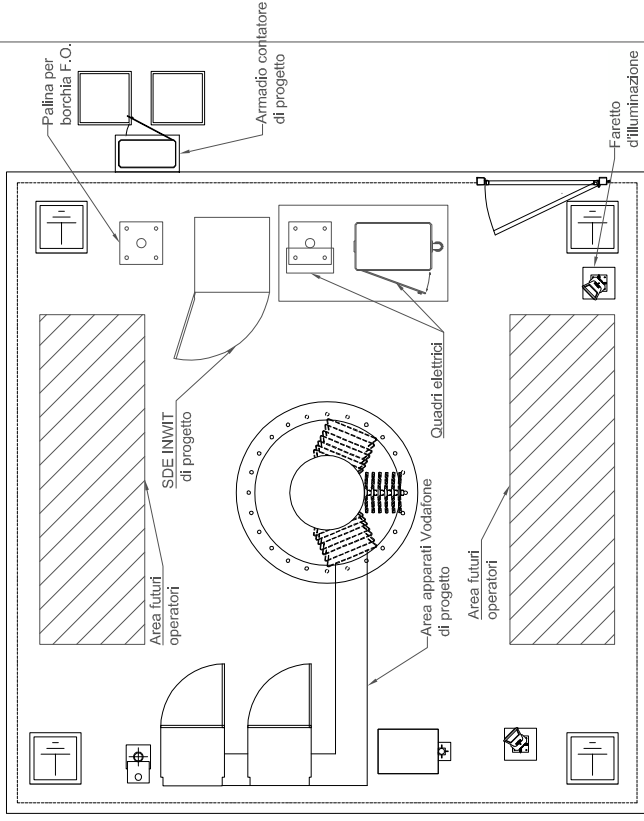 Palina per
borchia F.O.
Armadio contatore
di progetto
Faretto
d'illuminazione
SDE INWIT
di progetto
Quadri elettrici
Area futuri
operatori
Area apparati Vodafone
di progetto
Area futuri
operatori